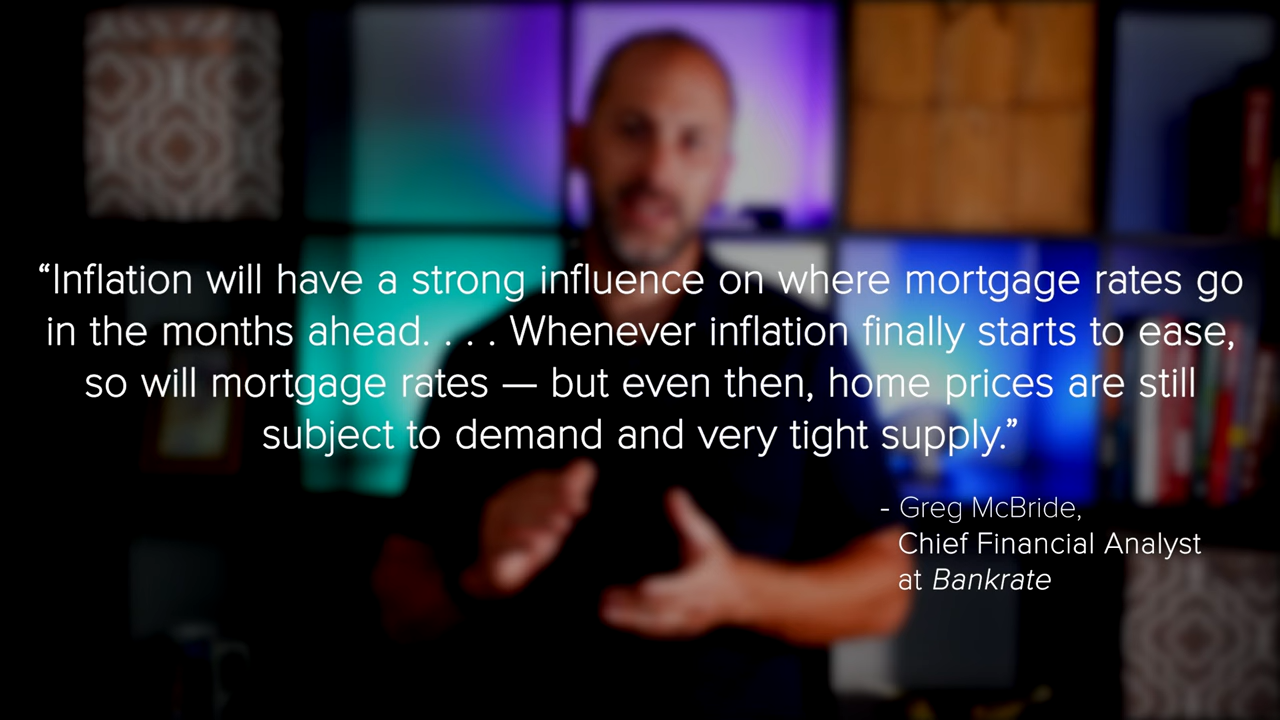 “Inflation will have a strong influence on where mortgage rates go
in the months ahead. . . . Whenever inflation finally starts to ease,
so will mortgage rates — but even then, home prices are still
subject to demand and very tight supply.”
- Greg McBride,
Chief Financial Analyst
at Bankrate